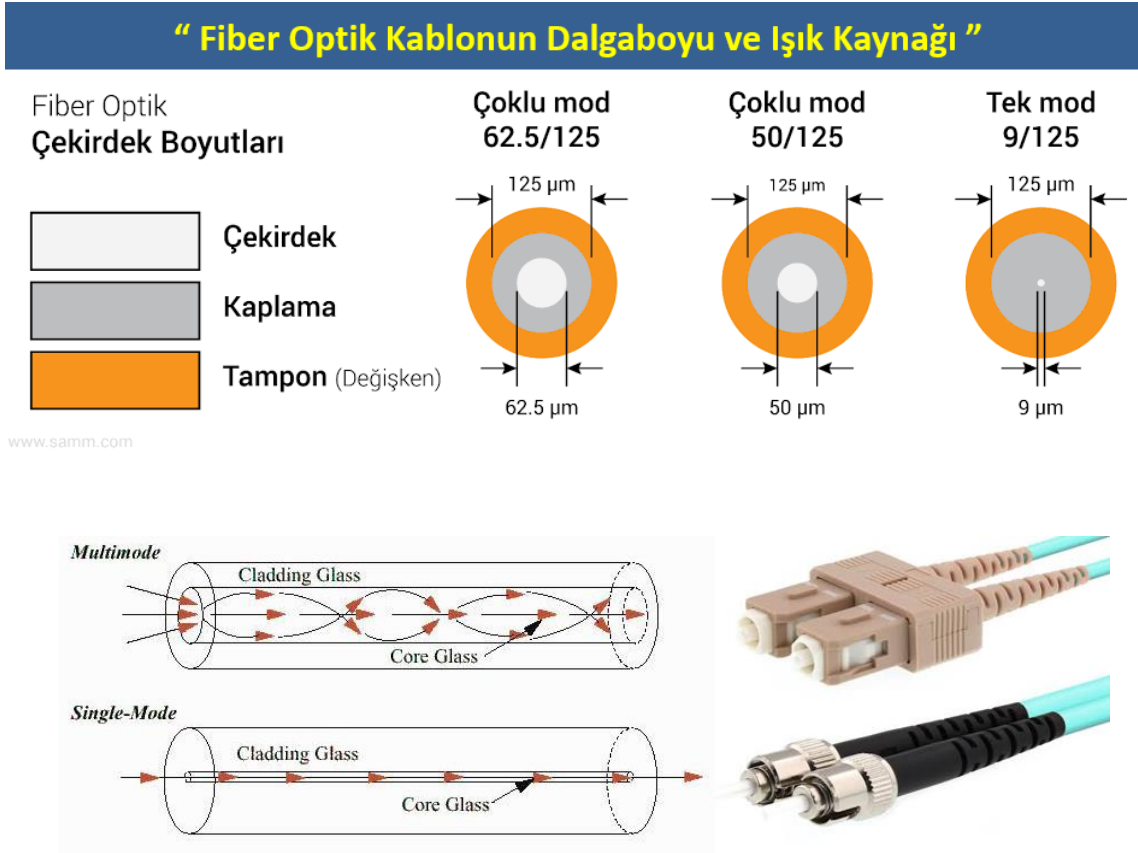 “ Fiber Optik Kablonun Dalgaboyu ve Işık Kaynağı ”
Fiber Optik
Çekirdek Boyutları
Çekirdek
Kaplama
Tampon (Değişken)
www.samm.com
Çoklu mod
62.5/125
125 µm
62.5 µm
Çoklu mod
50/125
125 µm
50 µm
Tek mod
9/125
125 µm
9 µm
Multimode
Cladding Glass
Core Glass
Single-Mode
Cladding Glass
Core Glass